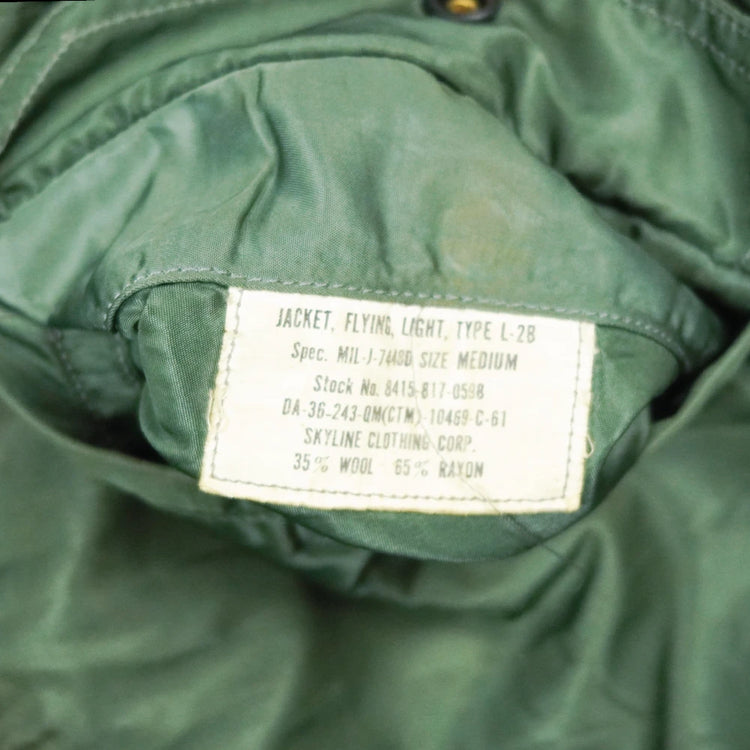 JACKET, FLYING, LIGHT, TYPE L-2B
Spec. MIL-J-7448D SIZE MEDIUM
Stock No. 8415-817-0598
DA-36-243-QM(CTM)-10469-C-61
SKYLINE CLOTHING CORP.
35% WOOL 65% RAYON